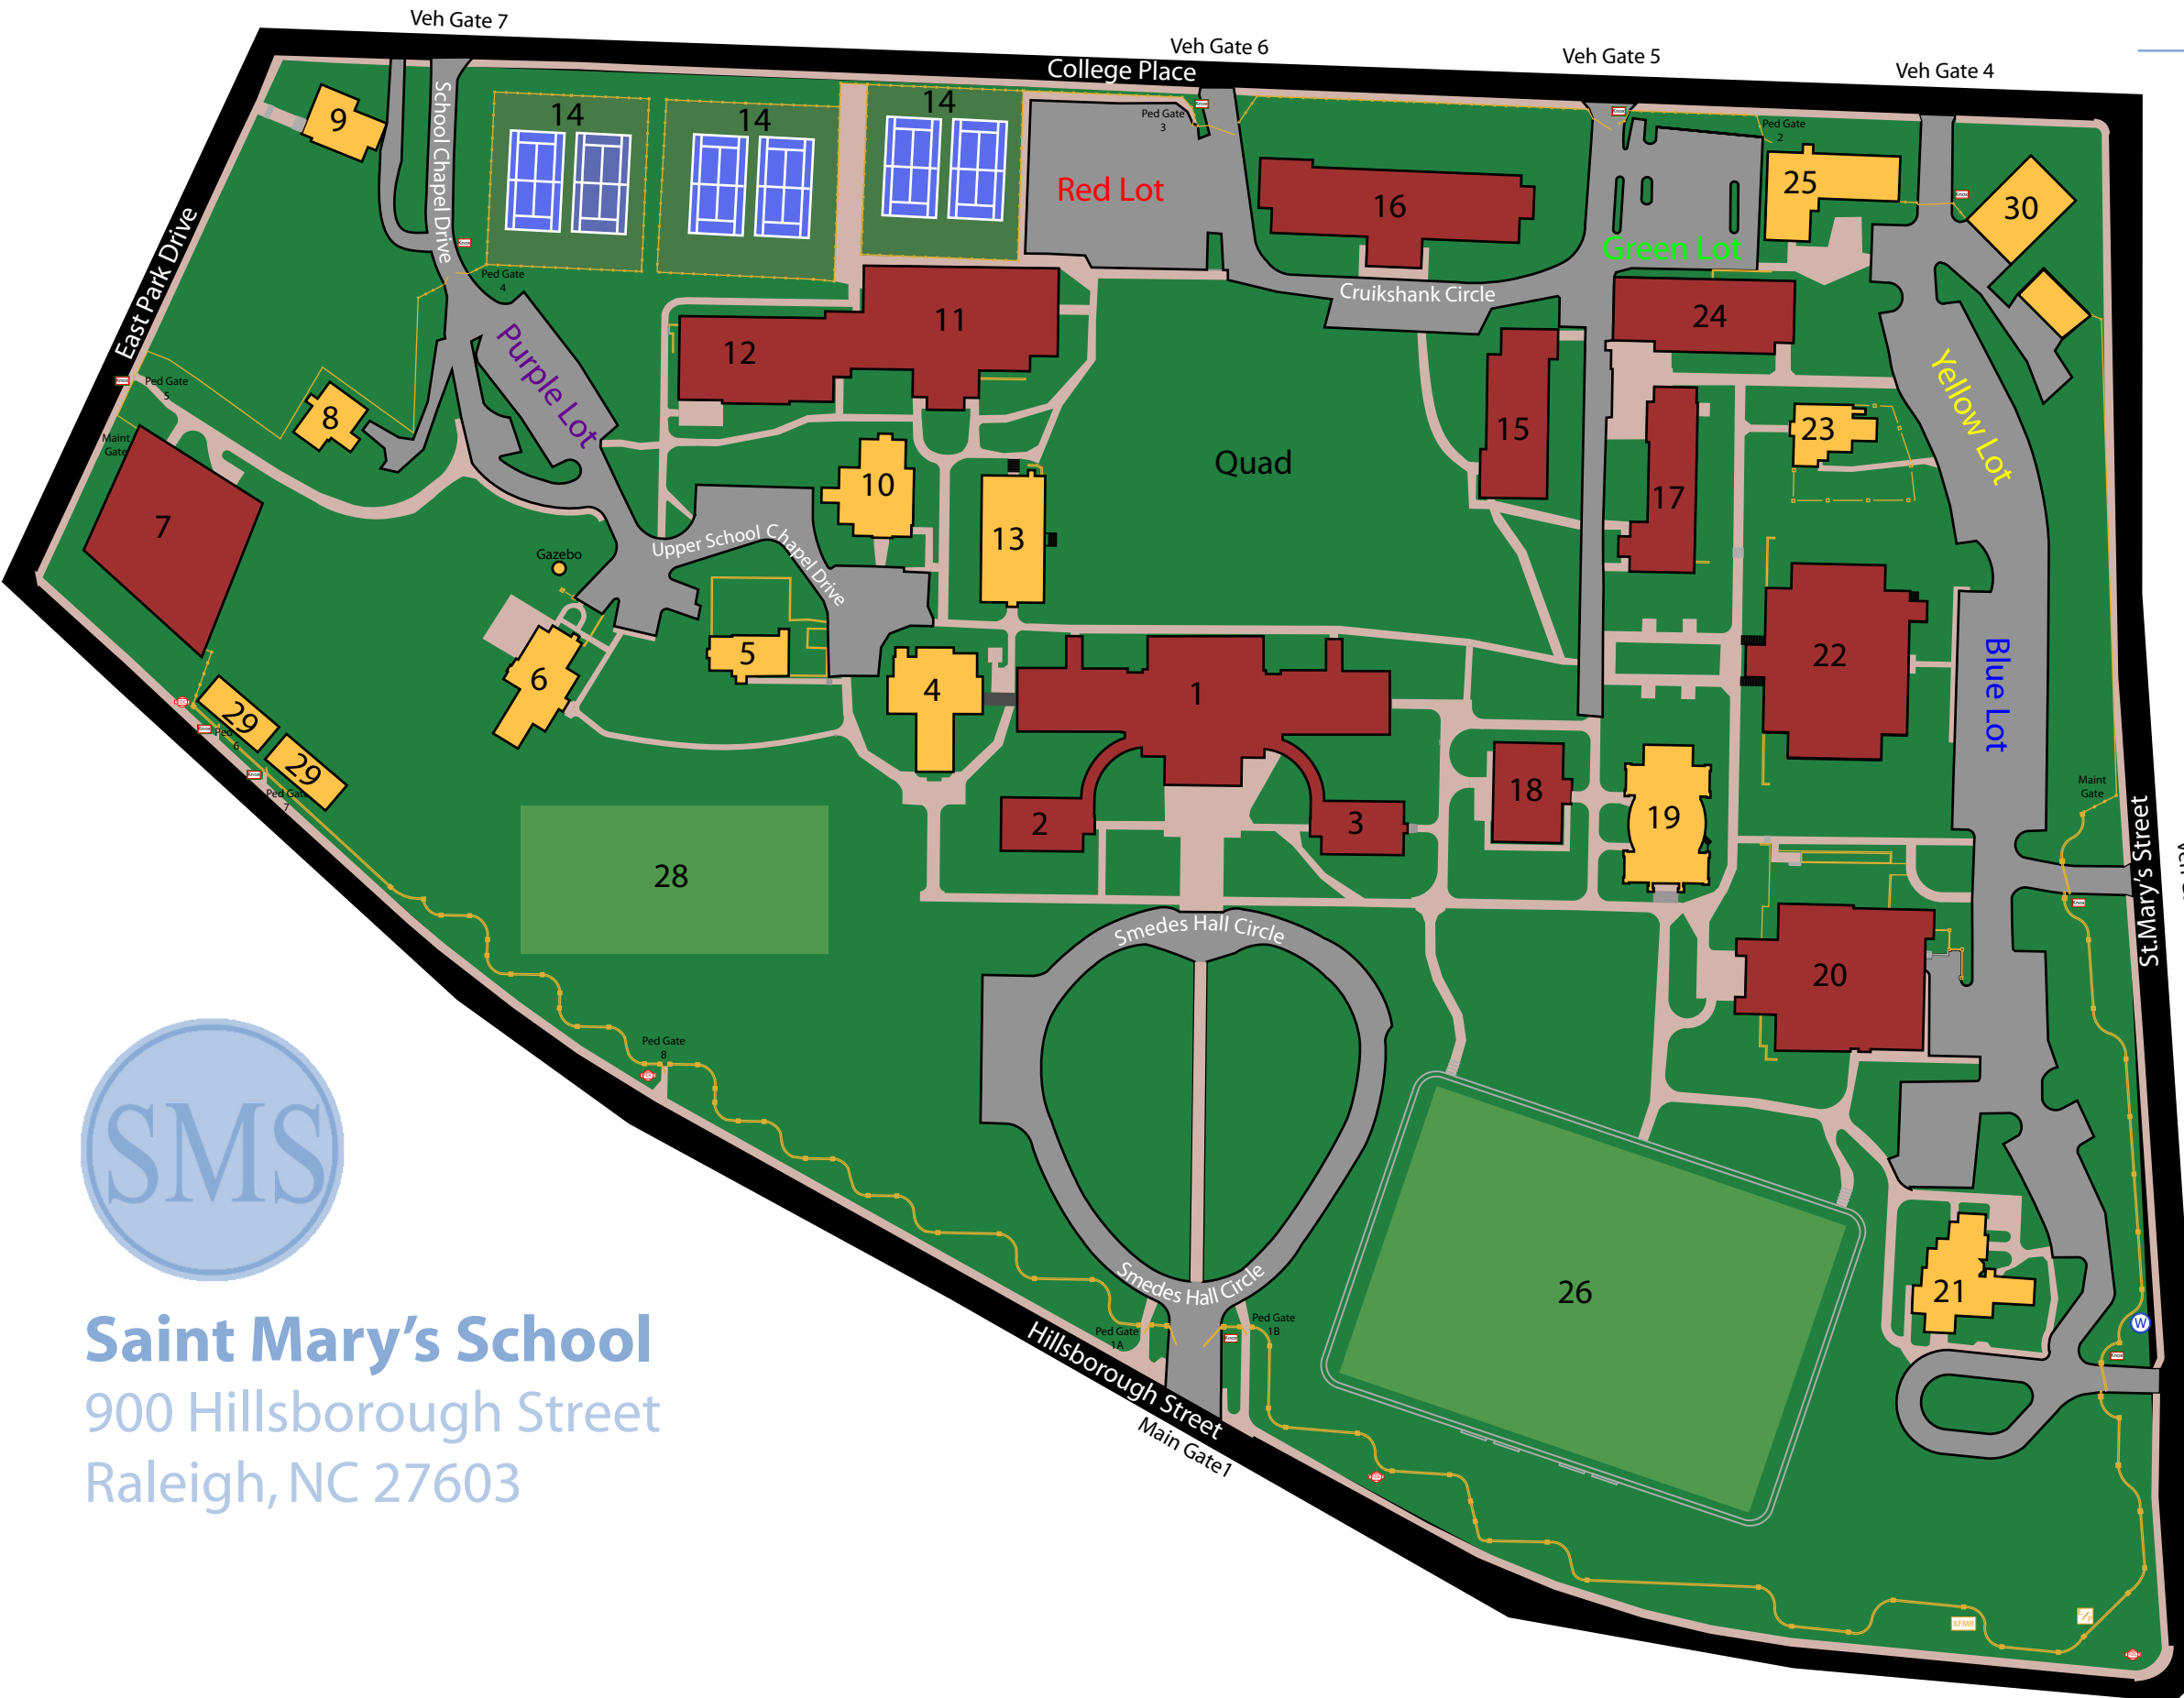 Veh Gate 7
Veh Gate 6
Veh Gate 5
Veh Gate 4
College Place
School Chapel Drive
East Park Drive
9
14
14
14
Ped Gate
3
Red Lot
16
Ped Gate
2
Green Lot
25
30
Ped Gate
4
Purple Lot
12
11
Cruikshank Circle
24
Yellow Lot
Ped Gate
5
Maint
Gate
8
7
10
13
Quad
15
17
23
Gazebo
Upper School Chapel Drive
6
5
4
1
22
Blue Lot
29
29
Ped
6
Ped Gate
7
2
3
18
19
Maint
Gate
St.Mary's Street
28
Smedes Hall Circle
20
Ped Gate
8
SMS
Smedes Hall Circle
Ped Gate
1A
Ped Gate
1B
26
21
W
Hillsborough Street
Main Gate1
XFMR
Saint Mary's School
900 Hillsborough Street
Raleigh, NC 27603